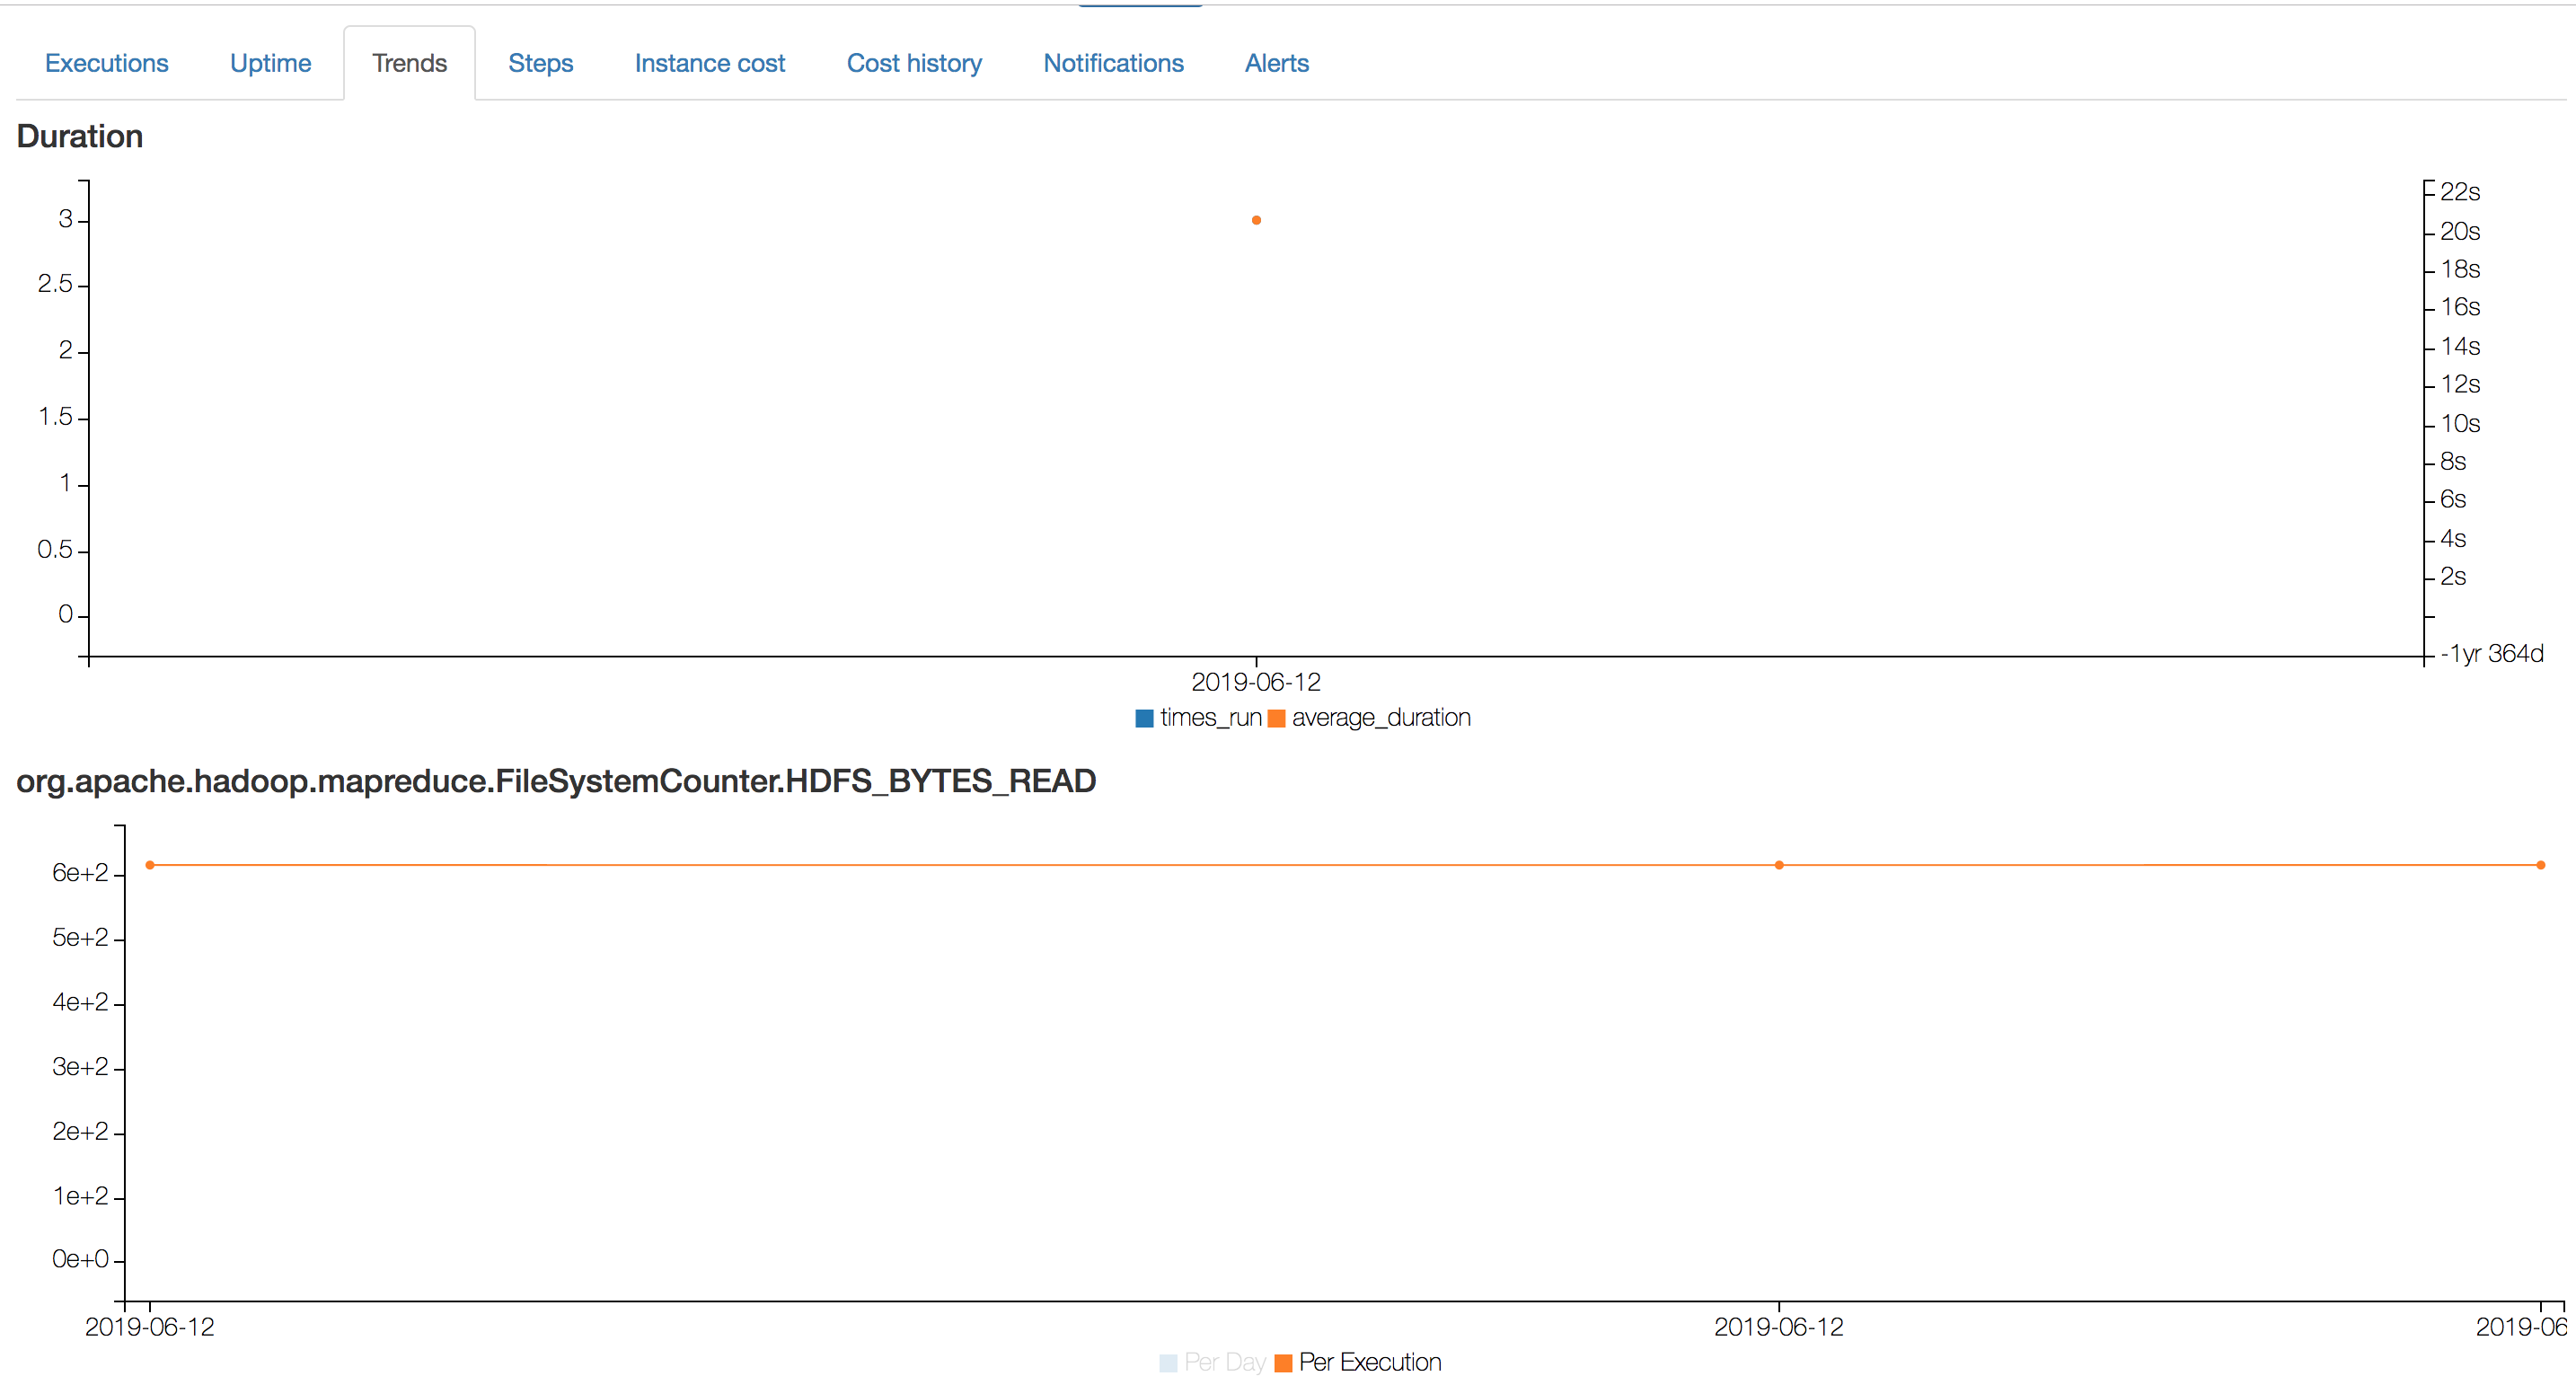 Executions Uptime Trends Steps Instance cost Cost history Notifications Alerts
Duration
3
2.5
2
1.5
1
0.5
0
22s
20s
18s
16s
14s
12s
10s
8s
6s
4s
2s
-1yr 364d
2019-06-12
times_run average_duration
org.apache.hadoop.mapreduce.FileSystemCounter.HDFS_BYTES_READ
6e+2
5e+2
4e+2
3e+2
2e+2
1e+2
0e+0
2019-06-12 2019-06-12 2019-06
Per Day Per Execution